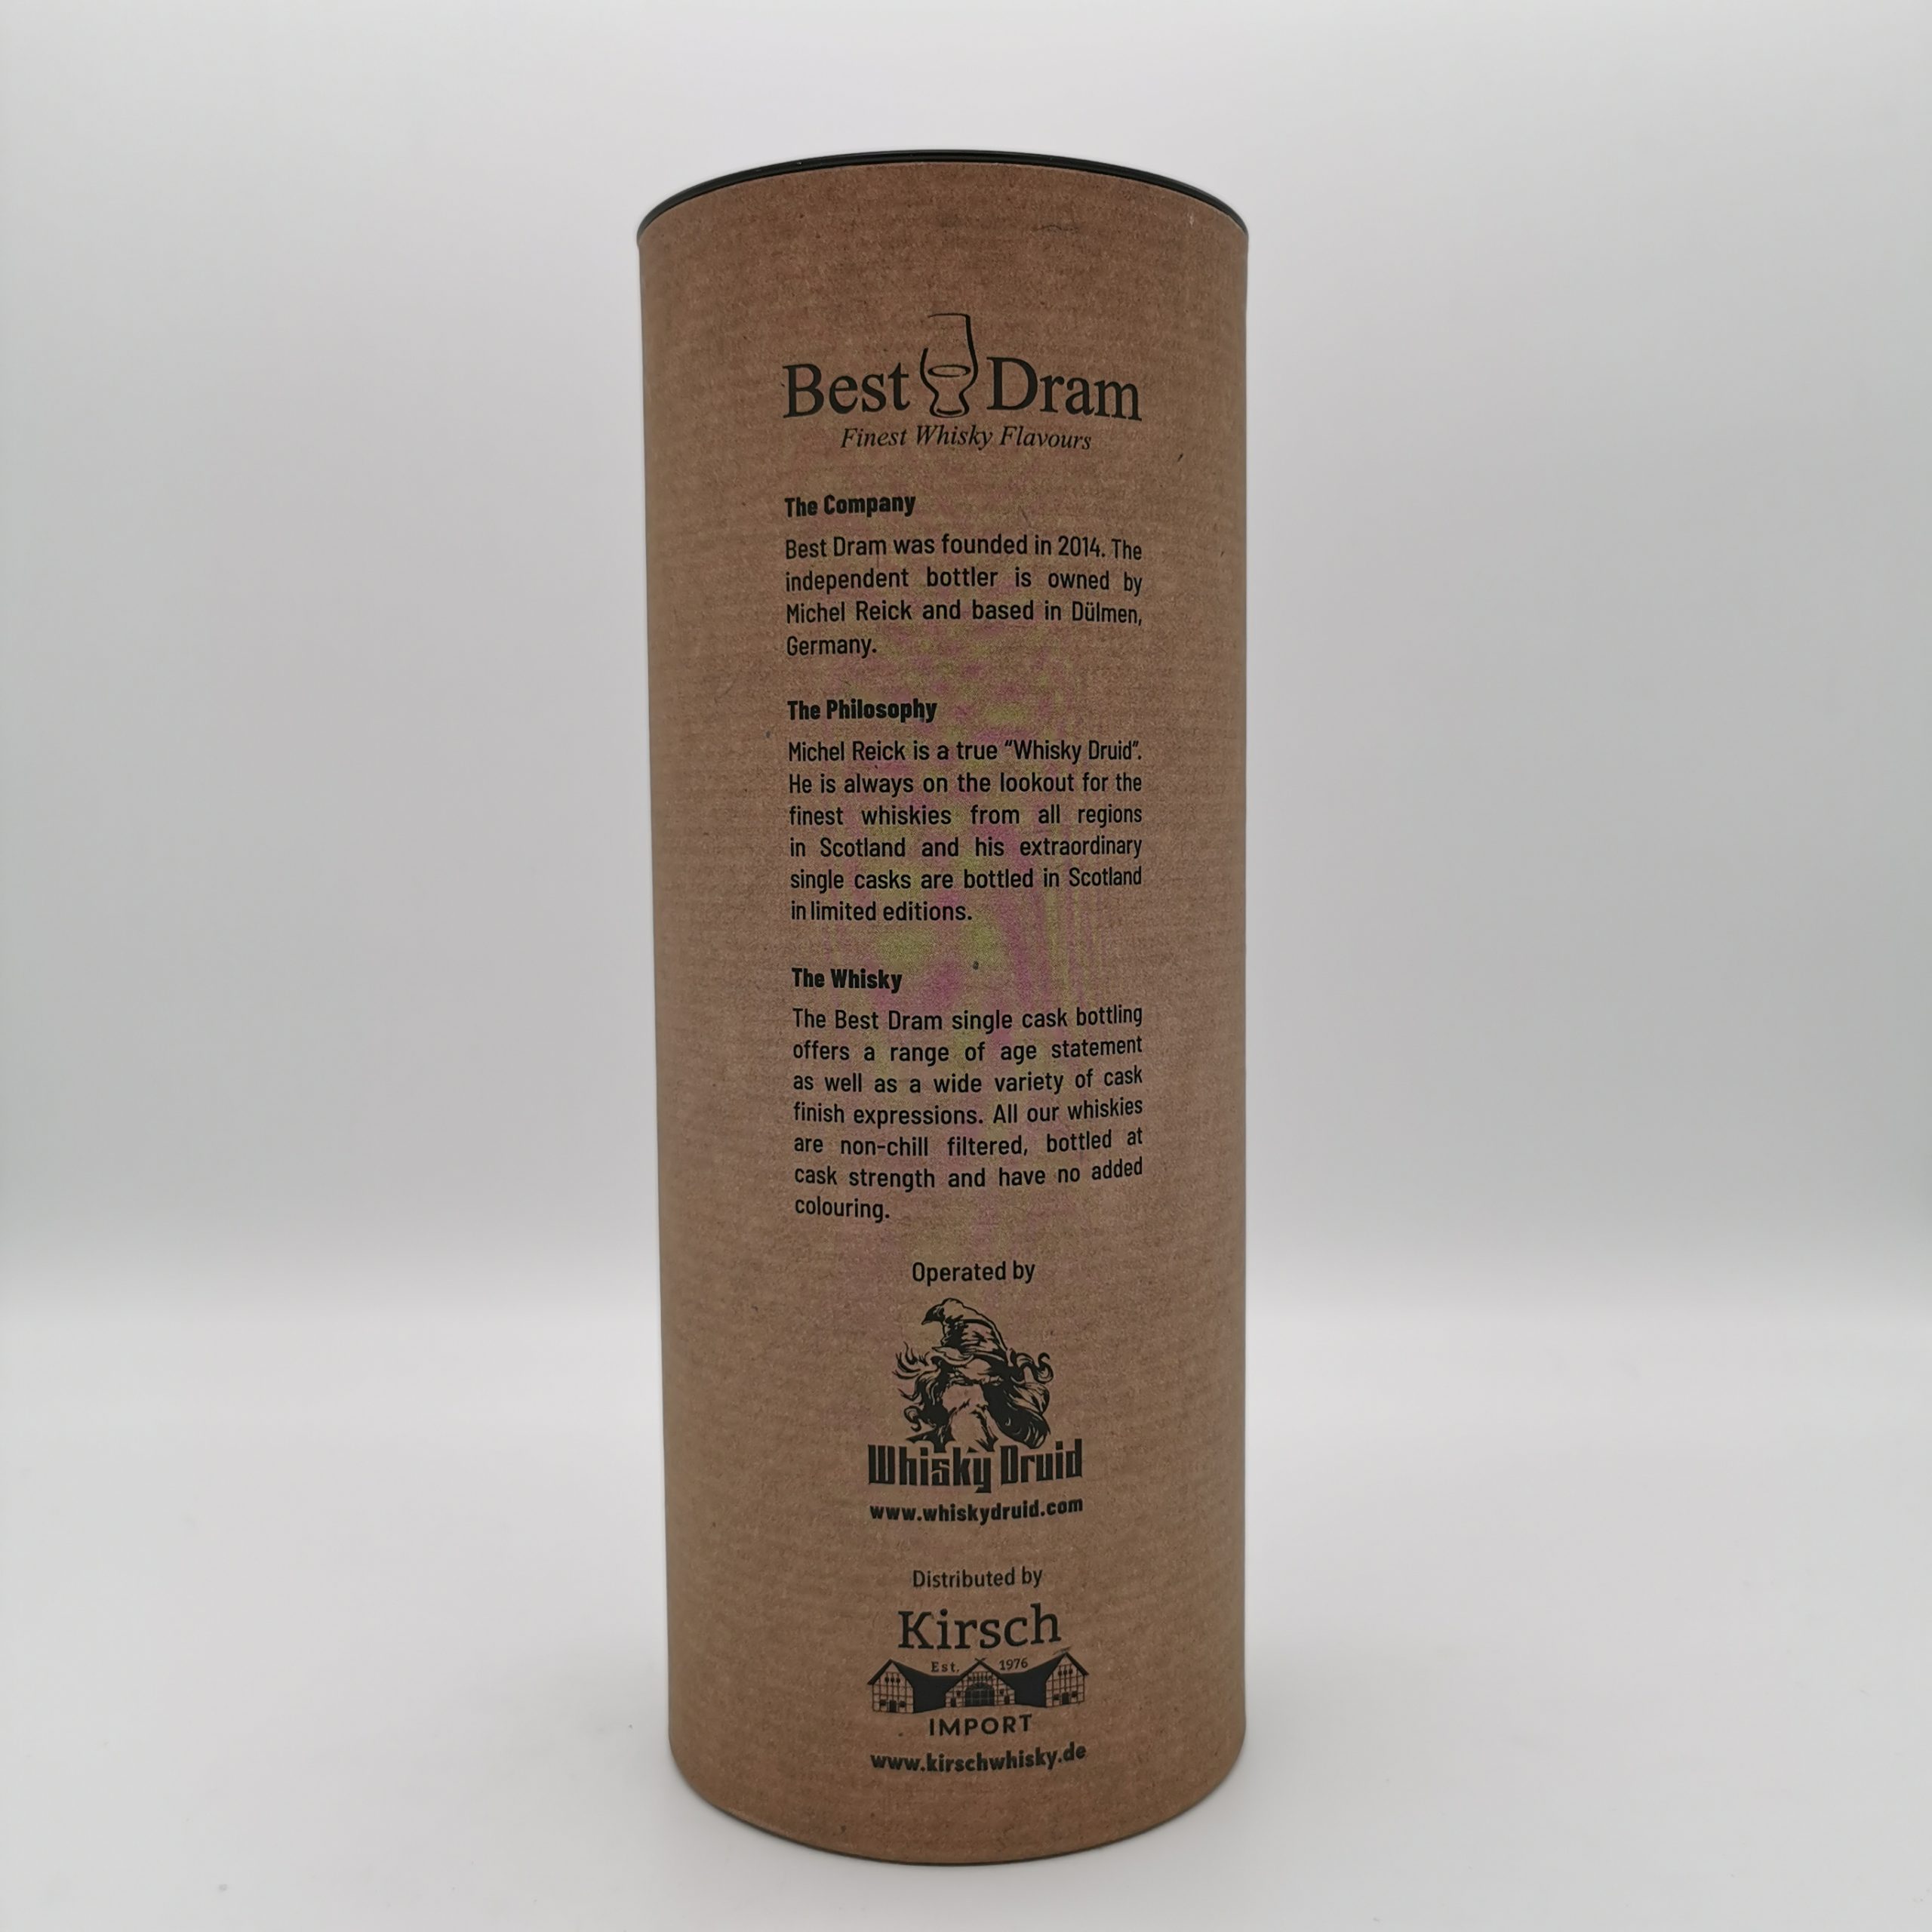 Best Dram
Finest Whisky Flavours
The Company
Best Dram was founded in 2014. The
independent bottler is owned by
Michel Reick and based in Dülmen,
Germany.
The Philosophy
Michel Reick is a true “Whisky Druid”.
He is always on the lookout for the
finest whiskies from all regions
in Scotland and his extraordinary
single casks are bottled in Scotland
in limited editions.
The Whisky
The Best Dram single cask bottling
offers a range of age statement
as well as a wide variety of cask
finish expressions. All our whiskies
are non-chill filtered, bottled at
cask strength and have no added
colouring.
Operated by
Whisky Druid
www.whiskydruid.com
Distributed by
Kirsch
Est. 1976
IMPORT
www.kirschwhisky.de